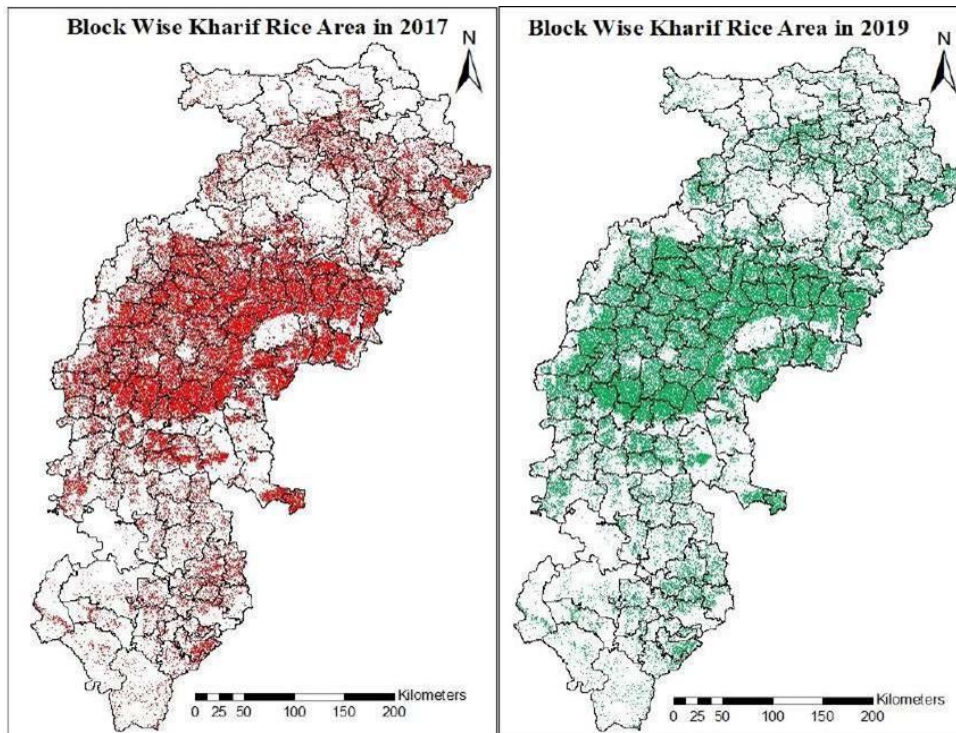 Block Wise Kharif Rice Area in 2017
N
Kilometers
0 25 50 100 150 200
Block Wise Kharif Rice Area in 2019
N
Kilometers
0 25 50 100 150 200